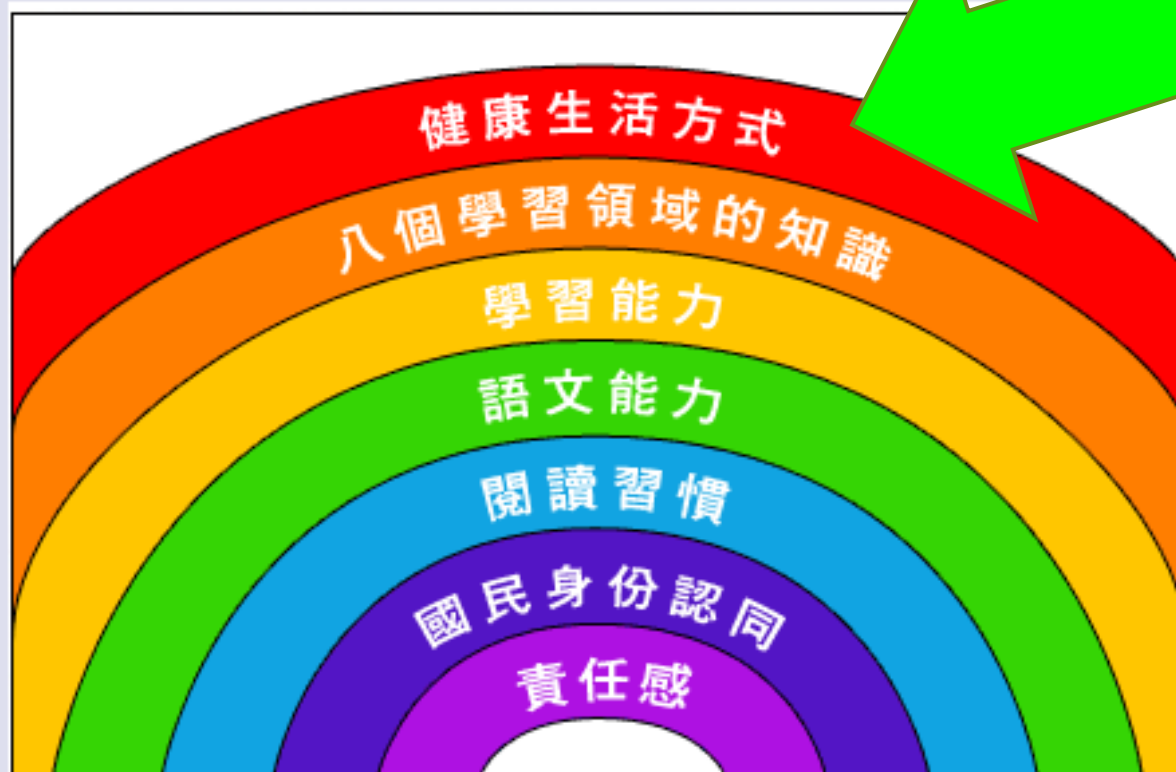 健康生活方式
八個學習領域的知識
學習能力
語文能力
閱讀習慣
國民身份認同
責任感